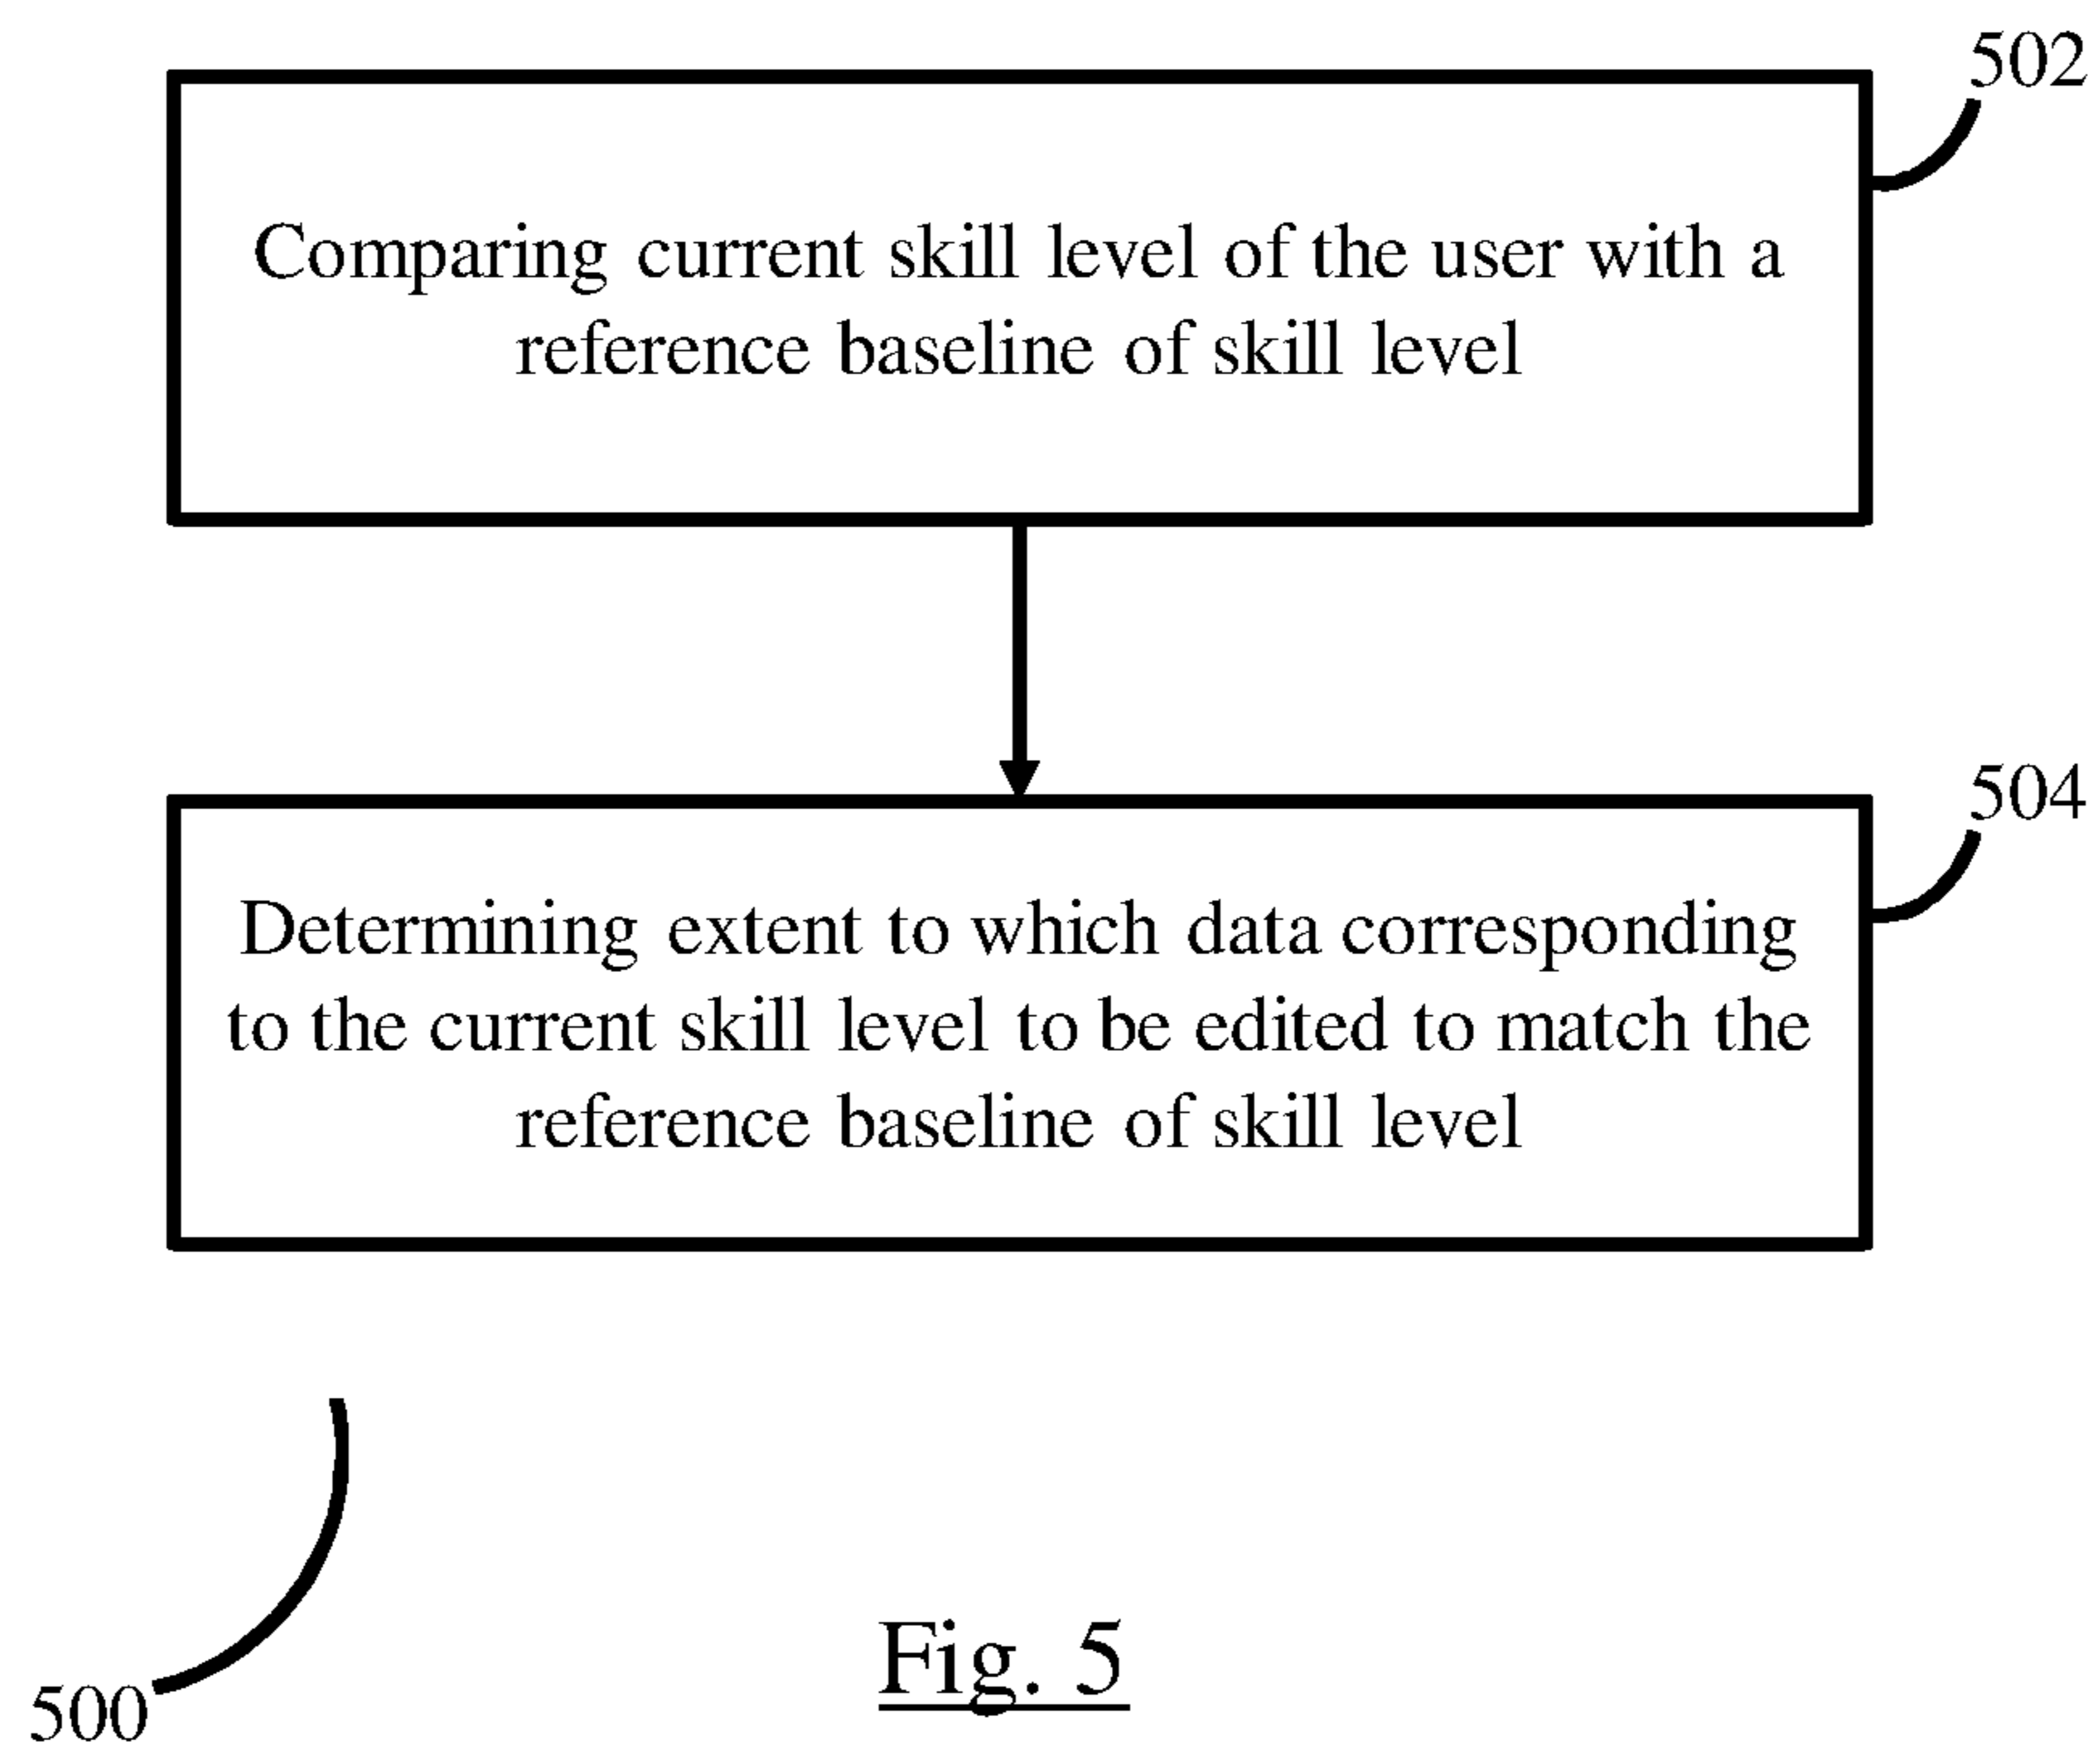 502
Comparing current skill level of the user with a
reference baseline of skill level
504
Determining extent to which data corresponding
to the current skill level to be edited to match the
reference baseline of skill level
500
Fig. 5